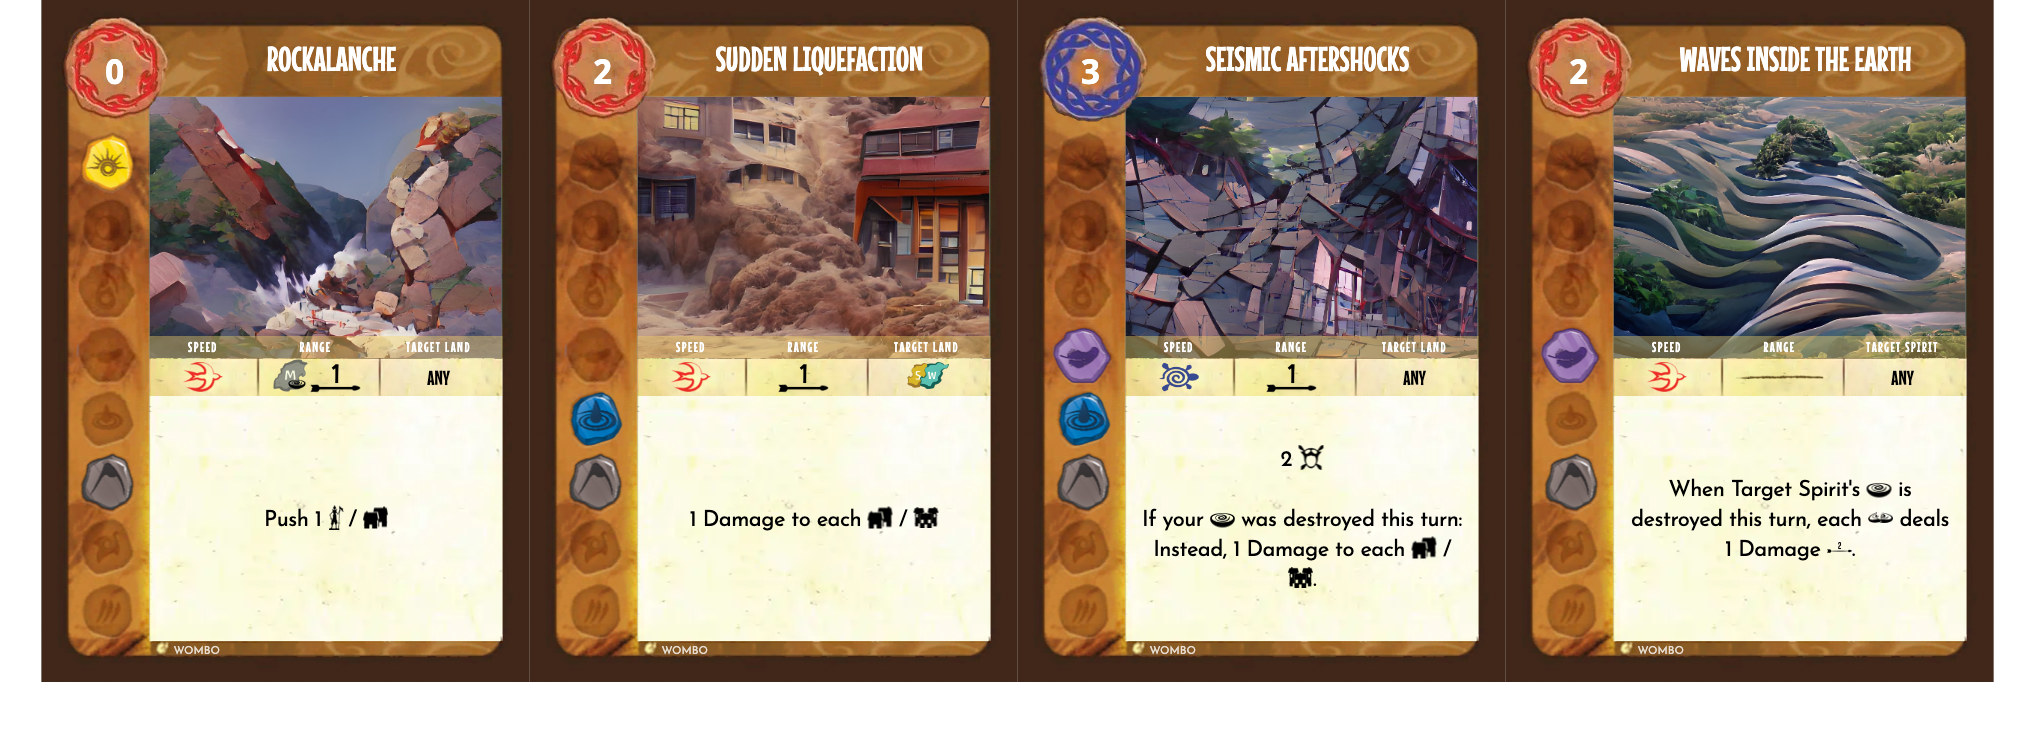 0
ROCKALANCHE
SPEED RANGE TARGET LAND
M 1 ANY
Push 1 /
WOMBO
2
SUDDEN LIQUEFACTION
SPEED RANGE TARGET LAND
1 S W
1 Damage to each /
WOMBO
3
SEISMIC AFTERSHOCKS
SPEED RANGE TARGET LAND
1 ANY
2
If your was destroyed this turn:
Instead, 1 Damage to each /
.
WOMBO
2
WAVES INSIDE THE EARTH
SPEED RANGE TARGET SPIRIT
ANY
When Target Spirit's is
destroyed this turn, each deals
1 Damage 2.
WOMBO